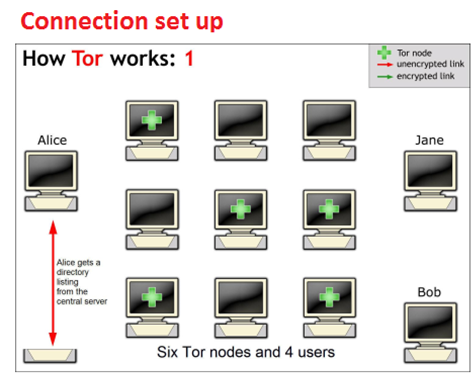 Connection set up
How Tor works: 1
Tor node
unencrypted link
encrypted link
Alice
Jane
Alice gets a
directory
listing
from the
central server
Bob
Six Tor nodes and 4 users